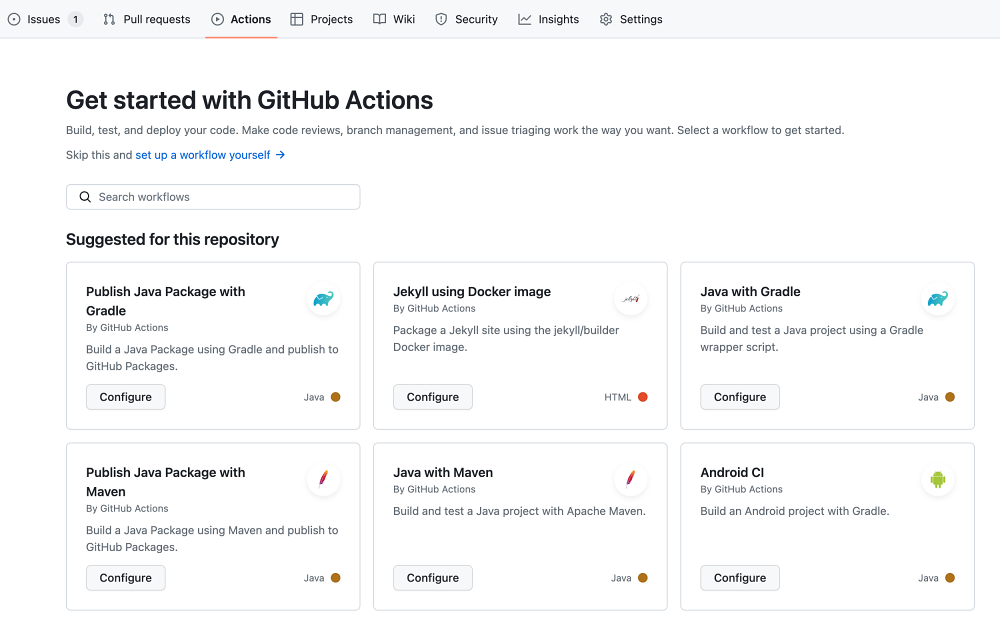 Issues 1 Pull requests Actions Projects Wiki Security Insights Settings
Get started with GitHub Actions
Build, test, and deploy your code. Make code reviews, branch management, and issue triaging work the way you want. Select a workflow to get started.
Skip this and set up a workflow yourself →
Search workflows
Suggested for this repository
Publish Java Package with
Gradle
By GitHub Actions
Build a Java Package using Gradle and publish to
GitHub Packages.
Configure
Java
Jekyll using Docker image
By GitHub Actions
Package a Jekyll site using the jekyll/builder
Docker image.
Configure
HTML
Java with Gradle
By GitHub Actions
Build and test a Java project using a Gradle
wrapper script.
Configure
Java
Publish Java Package with
Maven
By GitHub Actions
Build a Java Package using Maven and publish to
GitHub Packages.
Configure
Java
Java with Maven
By GitHub Actions
Build and test a Java project with Apache Maven.
Configure
Java
Android CI
By GitHub Actions
Build an Android project with Gradle.
Configure
Java